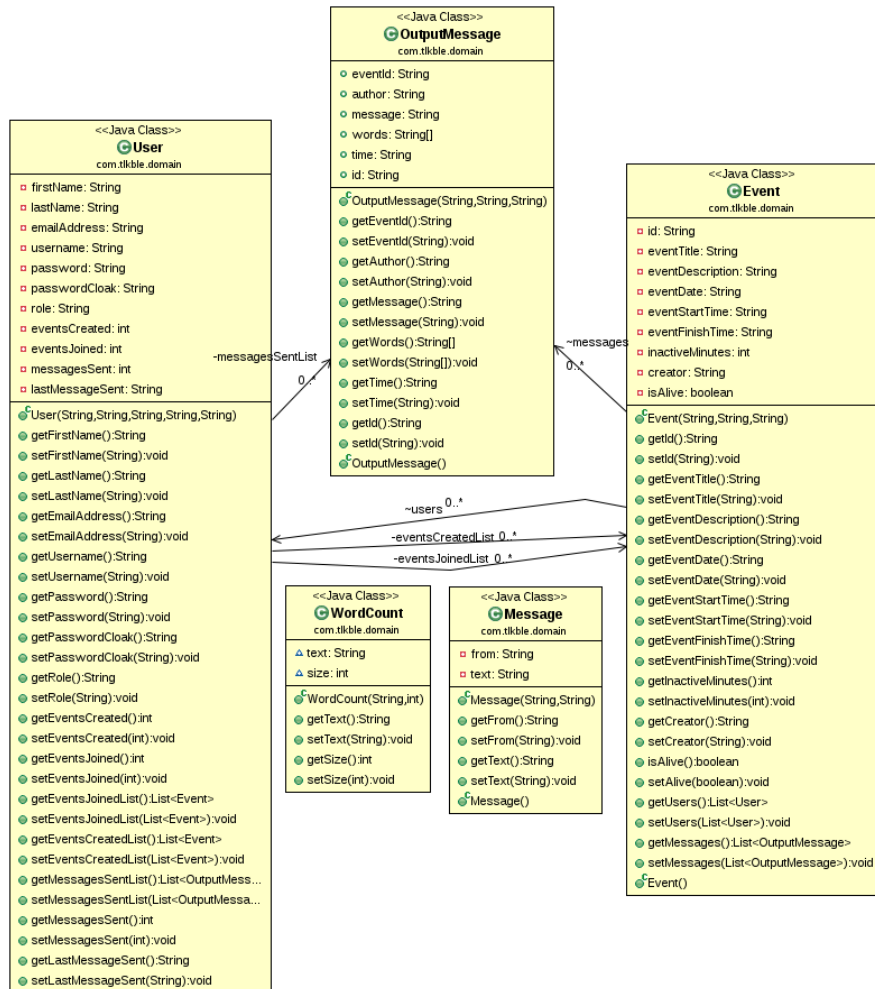 <<Java Class>>
OutputMessage
com.tlkble.domain
eventId: String
author: String
message: String
words: String[]
time: String
id: String
OutputMessage(String,String,String)
getEventId():String
setEventId(String):void
getAuthor():String
setAuthor(String):void
getMessage():String
setMessage(String):void
getWords():String[]
setWords(String[]):void
getTime():String
setTime(String):void
getId():String
setId(String):void
OutputMessage()
<<Java Class>>
User
com.tlkble.domain
firstName: String
lastName: String
emailAddress: String
username: String
password: String
passwordCloak: String
role: String
eventsCreated: int
eventsJoined: int
messagesSent: int
lastMessageSent: String
User(String,String,String,String,String)
getFirstName():String
setFirstName(String):void
getLastName():String
setLastName(String):void
getEmailAddress():String
setEmailAddress(String):void
getUsername():String
setUsername(String):void
getPassword():String
setPassword(String):void
getPasswordCloak():String
setPasswordCloak(String):void
getRole():String
setRole(String):void
getEventsCreated():int
setEventsCreated(int):void
getEventsJoined():int
setEventsJoined(int):void
getEventsJoinedList():List<Event>
setEventsJoinedList(List<Event>):void
getEventsCreatedList():List<Event>
setEventsCreatedList(List<Event>):void
getMessagesSentList():List<OutputMess...
setMessagesSentList(List<OutputMessa...
getMessagesSent():int
setMessagesSent(int):void
getLastMessageSent():String
setLastMessageSent(String):void
-messagesSentList
0..*
~messages
0..*
~users 0..*
-eventsCreatedList 0..*
-eventsJoinedList 0..*
<<Java Class>>
WordCount
com.tlkble.domain
text: String
size: int
WordCount(String,int)
getText():String
setText(String):void
getSize():int
setSize(int):void
<<Java Class>>
Message
com.tlkble.domain
from: String
text: String
Message(String,String)
getFrom():String
setFrom(String):void
getText():String
setText(String):void
Message()
<<Java Class>>
Event
com.tlkble.domain
id: String
eventTitle: String
eventDescription: String
eventDate: String
eventStartTime: String
eventFinishTime: String
inactiveMinutes: int
creator: String
isAlive: boolean
Event(String,String,String)
getId():String
setId(String):void
getEventTitle():String
setEventTitle(String):void
getEventDescription():String
setEventDescription(String):void
getEventDate():String
setEventDate(String):void
getEventStartTime():String
setEventStartTime(String):void
getEventFinishTime():String
setEventFinishTime(String):void
getInactiveMinutes():int
setInactiveMinutes(int):void
getCreator():String
setCreator(String):void
isAlive():boolean
setAlive(boolean):void
getUsers():List<User>
setUsers(List<User>):void
getMessages():List<OutputMessage>
setMessages(List<OutputMessage>):void
Event()